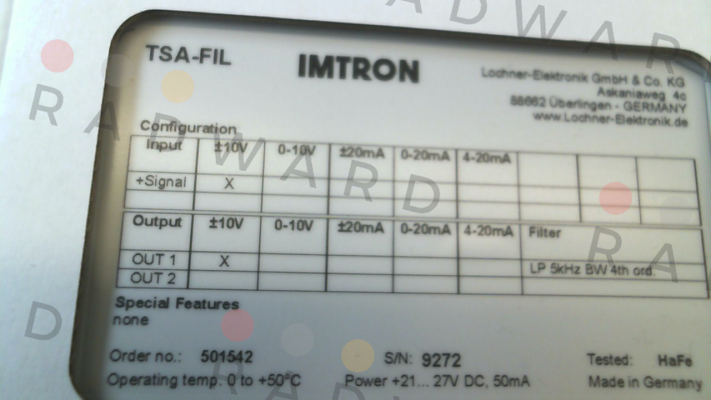 TSA-FIL
IMTRON
Lochner-Elektronik GmbH & Co. KG
Askaniaweg 4c
88662 Überlingen - GERMANY
www.Lochner-Elektronik.de
Configuration
Input ±10V 0-10V ±20mA 0-20mA 4-20mA
+Signal X
Output ±10V 0-10V ±20mA 0-20mA 4-20mA Filter
OUT 1 X LP 5kHz BW 4th ord.
OUT 2
Special Features
none
Order no.: 501542 S/N: 9272 Tested: HaFe
Operating temp. 0 to +50°C Power +21... 27V DC, 50mA Made in Germany
RADWARD